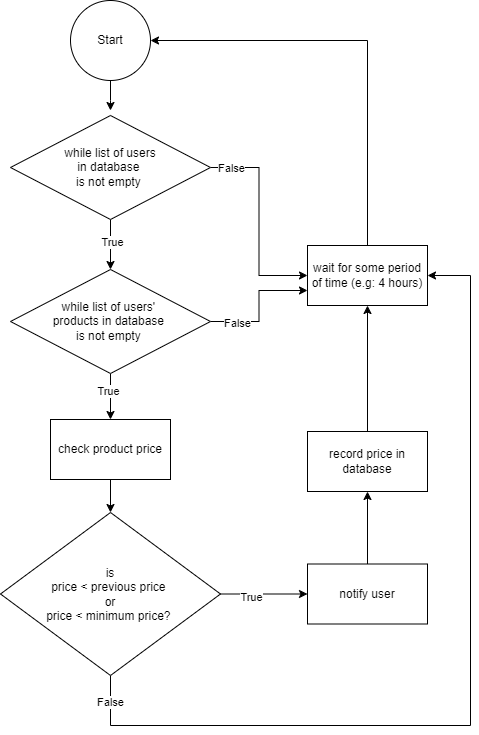 Start
while list of users
in database
is not empty
False
True
wait for some period
of time (e.g: 4 hours)
while list of users'
products in database
is not empty
False
True
check product price
record price in
database
is
price < previous price
or
price < minimum price?
True
notify user
False